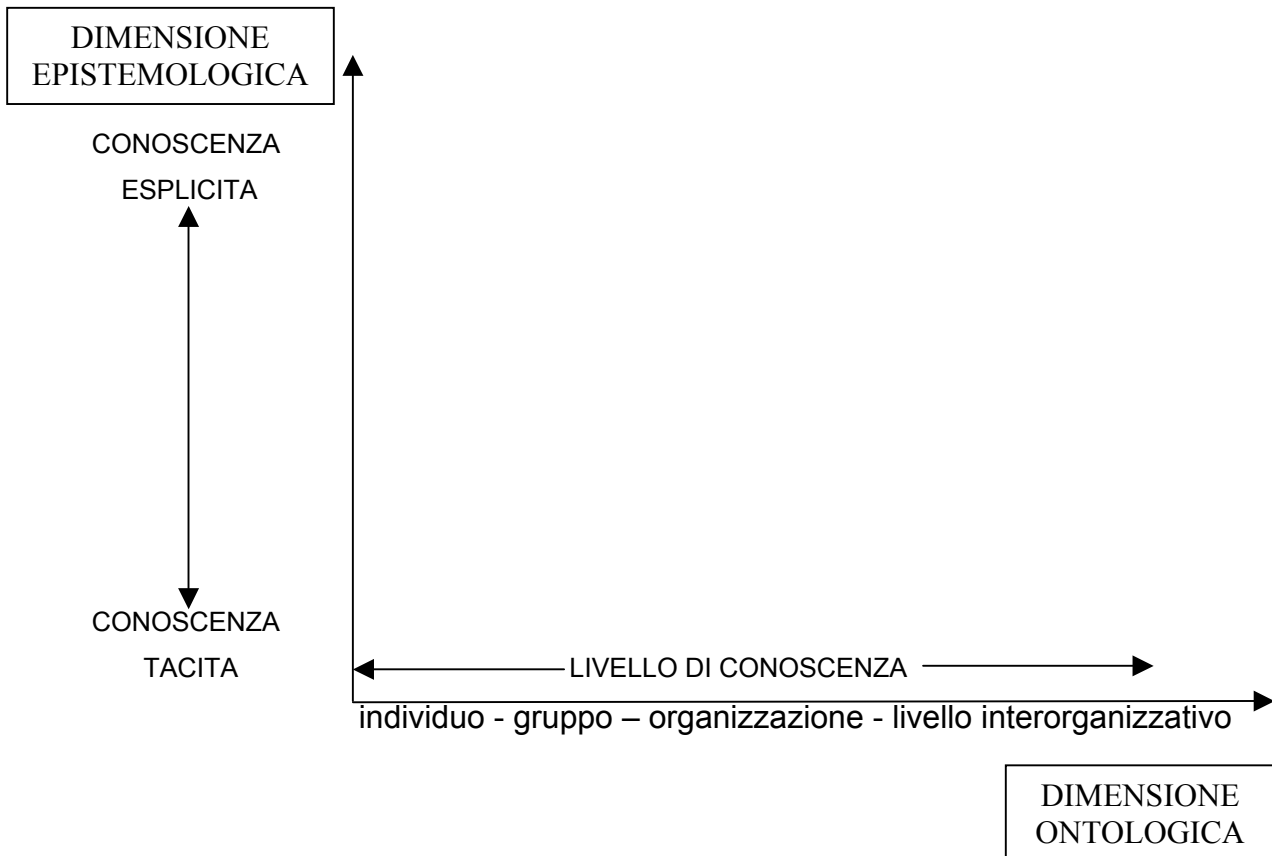 DIMENSIONE
EPISTEMOLOGICA
CONOSCENZA
ESPLICITA
CONOSCENZA
TACITA
LIVELLO DI CONOSCENZA
individuo - gruppo – organizzazione - livello interorganizzativo
DIMENSIONE
ONTOLOGICA